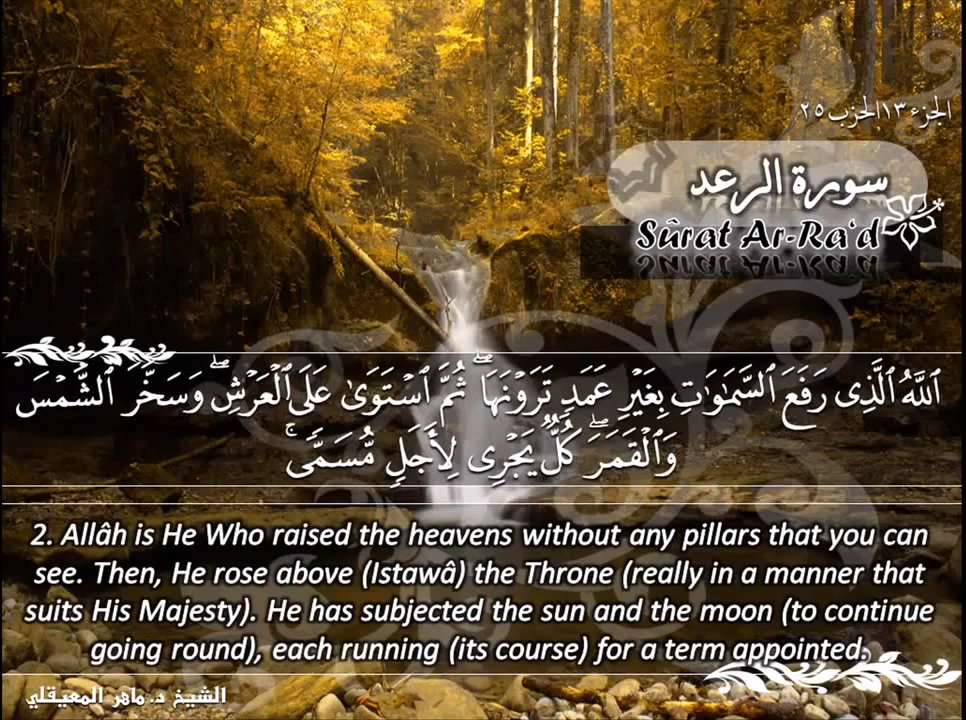 الجزء ١٣ الحزب ٢٥
سورة الرعد
Sûrat Ar-Ra‘d
ٱللَّهُ ٱلَّذِى رَفَعَ ٱلسَّمَٰوَٰتِ بِغَيْرِ عَمَدٍ تَرَوْنَهَا ۖ ثُمَّ ٱسْتَوَىٰ عَلَى ٱلْعَرْشِ ۖ وَسَخَّرَ ٱلشَّمْسَ
وَٱلْقَمَرَ ۖ كُلٌّ يَجْرِى لِأَجَلٍ مُّسَمًّى ۚ
2. Allâh is He Who raised the heavens without any pillars that you can
see. Then, He rose above (Istawâ) the Throne (really in a manner that
suits His Majesty). He has subjected the sun and the moon (to continue
going round), each running (its course) for a term appointed.
الشيخ د. ماهر المعيقلي